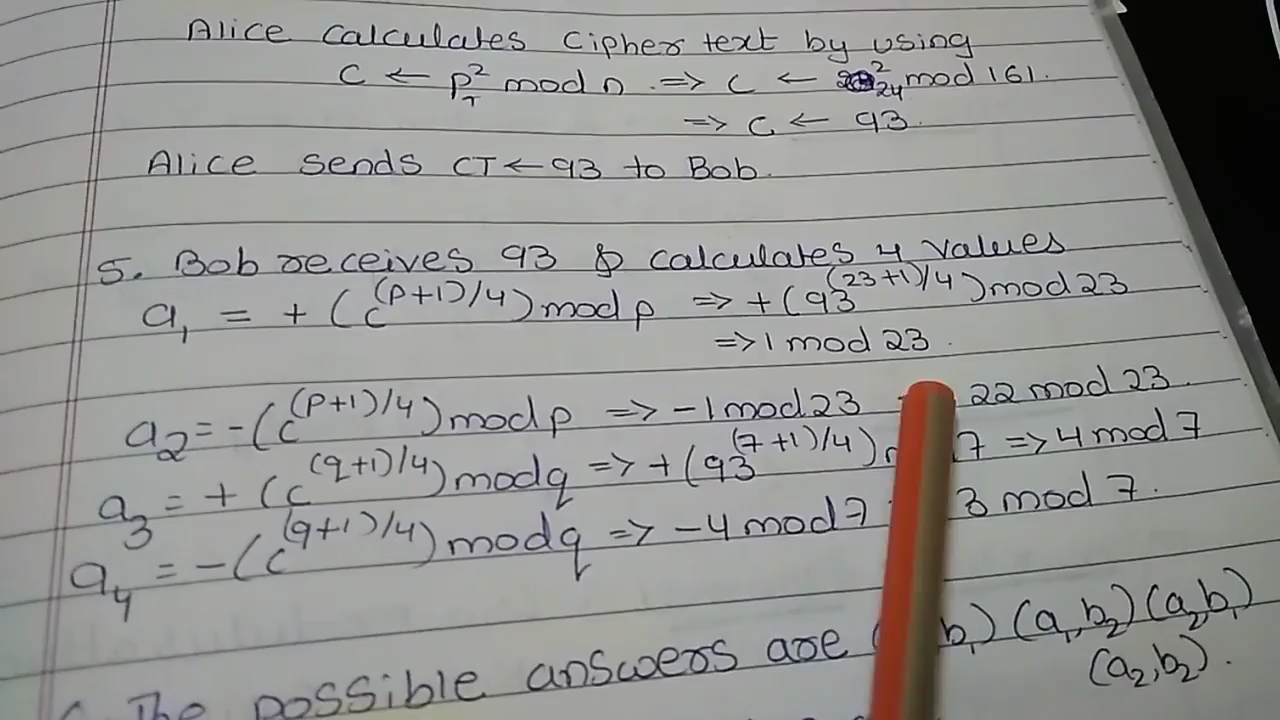 Alice calculates Cipher text by using
C ← P_T² mod n. => C ← 24² mod 161.
=> C ← 93.
Alice sends CT ← 93 to Bob.
5. Bob receives 93 & calculates 4 values
a₁ = + (c^(p+1)/4) mod p => + (93^(23+1)/4) mod 23
=> 1 mod 23.
a₂ = - (c^(p+1)/4) mod p => -1 mod 23 22 mod 23.
a₃ = + (c^(q+1)/4) mod q => + (93^(7+1)/4) 7 => 4 mod 7
a₄ = - (c^(q+1)/4) mod q => -4 mod 7 3 mod 7.
The possible answers are b₁) (a₁, b₂) (a₂, b₁)
(a₂, b₂).